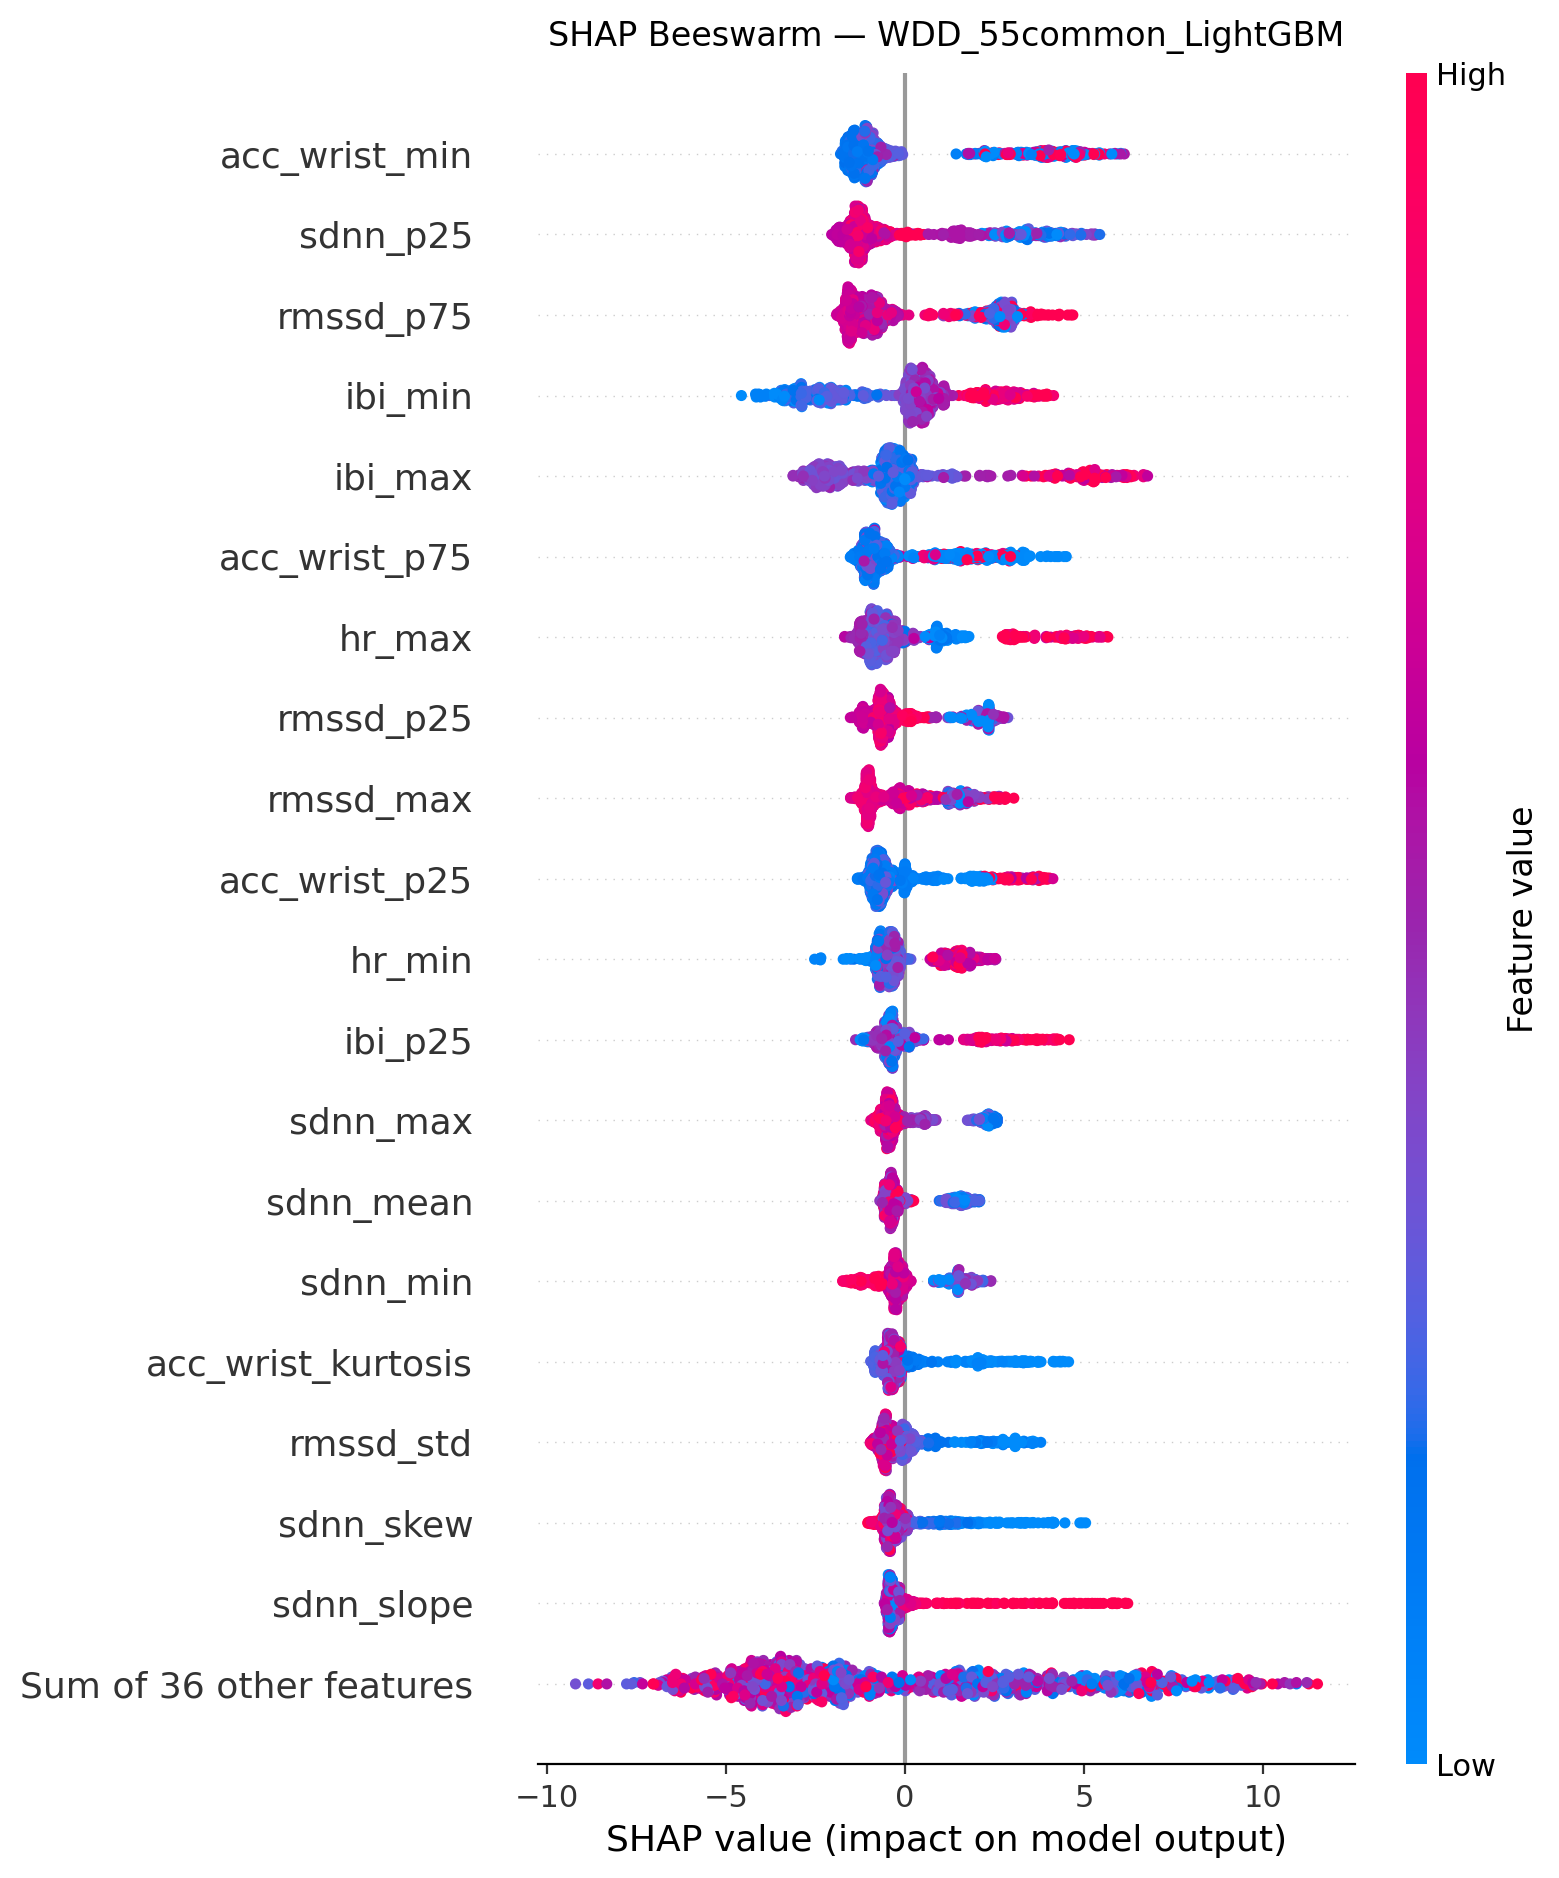 SHAP Beeswarm — WDD_55common_LightGBM
High
acc_wrist_min
sdnn_p25
rmssd_p75
ibi_min
ibi_max
acc_wrist_p75
hr_max
rmssd_p25
rmssd_max
acc_wrist_p25
hr_min
ibi_p25
sdnn_max
sdnn_mean
sdnn_min
acc_wrist_kurtosis
rmssd_std
sdnn_skew
sdnn_slope
Sum of 36 other features
Feature value
Low
−10 −5 0 5 10
SHAP value (impact on model output)